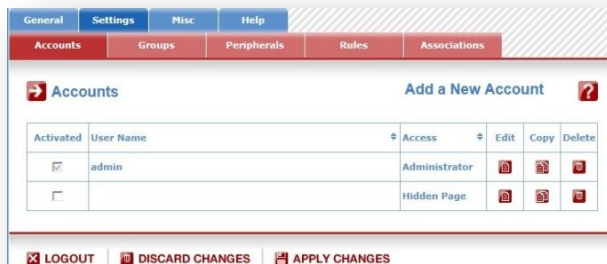 General Settings Misc Help
Accounts Groups Peripherals Rules Associations
Accounts Add a New Account ?
Activated User Name Access Edit Copy Delete
admin Administrator
Hidden Page
LOGOUT DISCARD CHANGES APPLY CHANGES